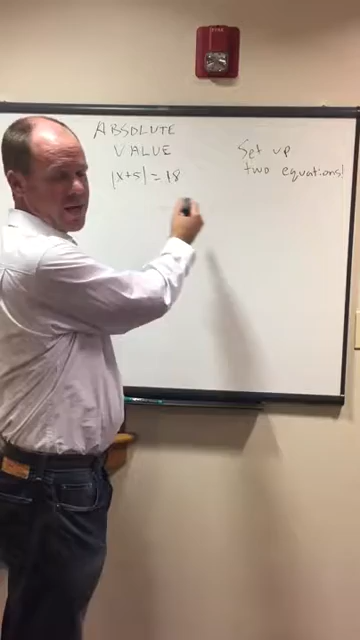 ABSOLUTE
VALUE
|x+5| = 18
Set up
two equations!